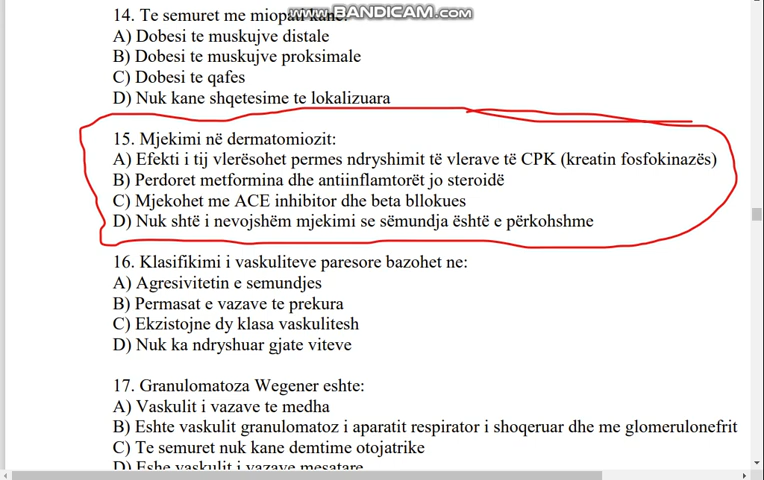 www.BANDICAM.com
14. Te semuret me miopati kane:
A) Dobesi te muskujve distale
B) Dobesi te muskujve proksimale
C) Dobesi te qafes
D) Nuk kane shqetesime te lokalizuara
15. Mjekimi në dermatomiozit:
A) Efekti i tij vlerësohet permes ndryshimit të vlerave të CPK (kreatin fosfokinazës)
B) Perdoret metformina dhe antiinflamtorët jo steroidë
C) Mjekohet me ACE inhibitor dhe beta bllokues
D) Nuk shtë i nevojshëm mjekimi se sëmundja është e përkohshme
16. Klasifikimi i vaskuliteve paresore bazohet ne:
A) Agresivitetin e semundjes
B) Permasat e vazave te prekura
C) Ekzistojne dy klasa vaskulitesh
D) Nuk ka ndryshuar gjate viteve
17. Granulomatoza Wegener eshte:
A) Vaskulit i vazave te medha
B) Eshte vaskulit granulomatoz i aparatit respirator i shoqeruar dhe me glomerulonefrit
C) Te semuret nuk kane demtime otojatrike
D) Eshe vaskulit i vazave mesatare